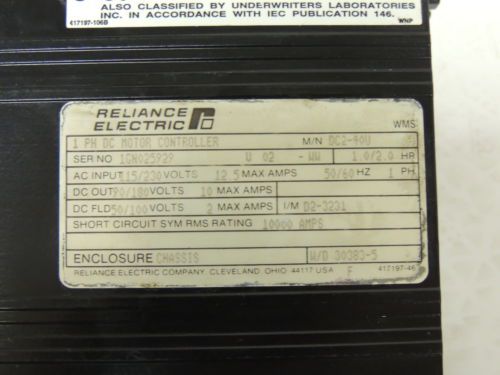 ALSO CLASSIFIED BY UNDERWRITERS LABORATORIES
INC. IN ACCORDANCE WITH IEC PUBLICATION 146.
417197-106B WNP
RELIANCE
ELECTRIC
WMS
1 PH DC MOTOR CONTROLLER M/N DC2-40U
SER NO 1GN025929 U 02 - WW 1.0/2.0 HP
AC INPUT 115/230 VOLTS 12.5 MAX AMPS 50/60 HZ 1 PH
DC OUT 90/180 VOLTS 10 MAX AMPS
DC FLD 50/100 VOLTS 2 MAX AMPS I/M D2-3231
SHORT CIRCUIT SYM RMS RATING 10000 AMPS
ENCLOSURE CHASSIS W/D 30383-5
RELIANCE ELECTRIC COMPANY, CLEVELAND, OHIO 44117 USA F 417197-46